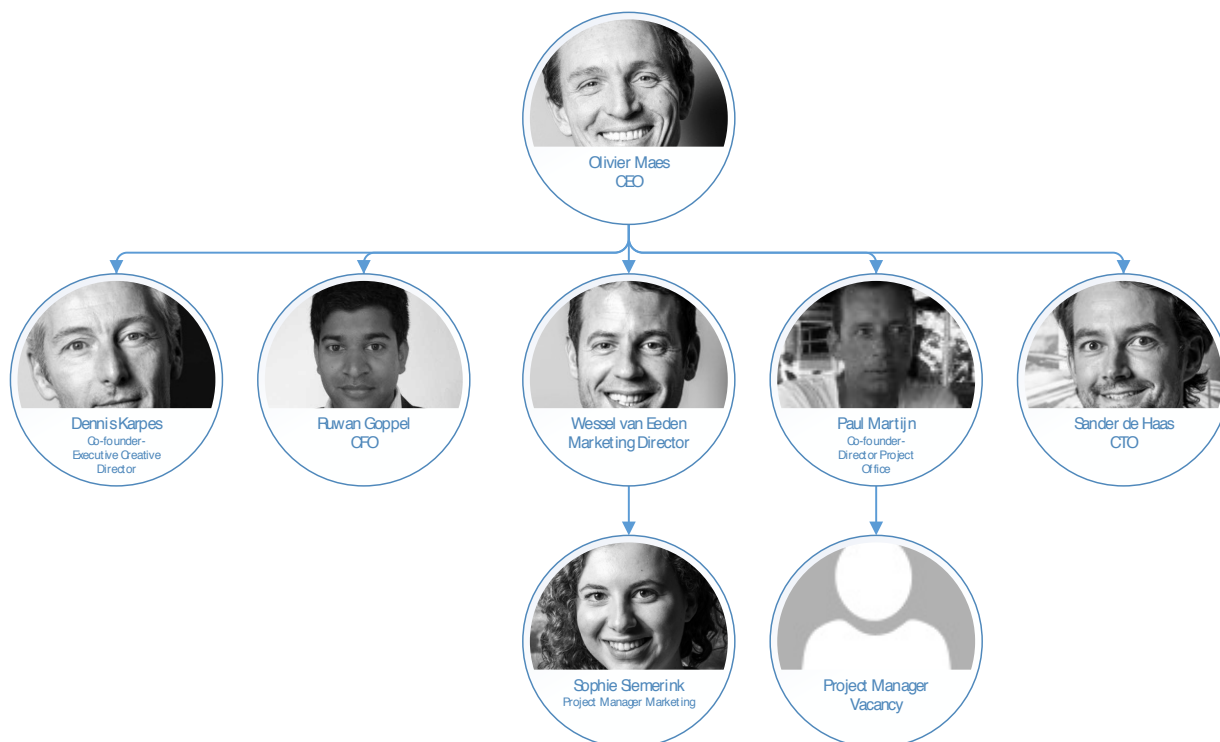 Olivier Maes
CEO
Dennis Karpes
Co-founder-
Executive Creative
Director
Ruwan Goppel
CFO
Wessel van Eeden
Marketing Director
Paul Martijn
Co-founder-
Director Project
Office
Sander de Haas
CTO
Sophie Siemerink
Project Manager Marketing
Project Manager
Vacancy